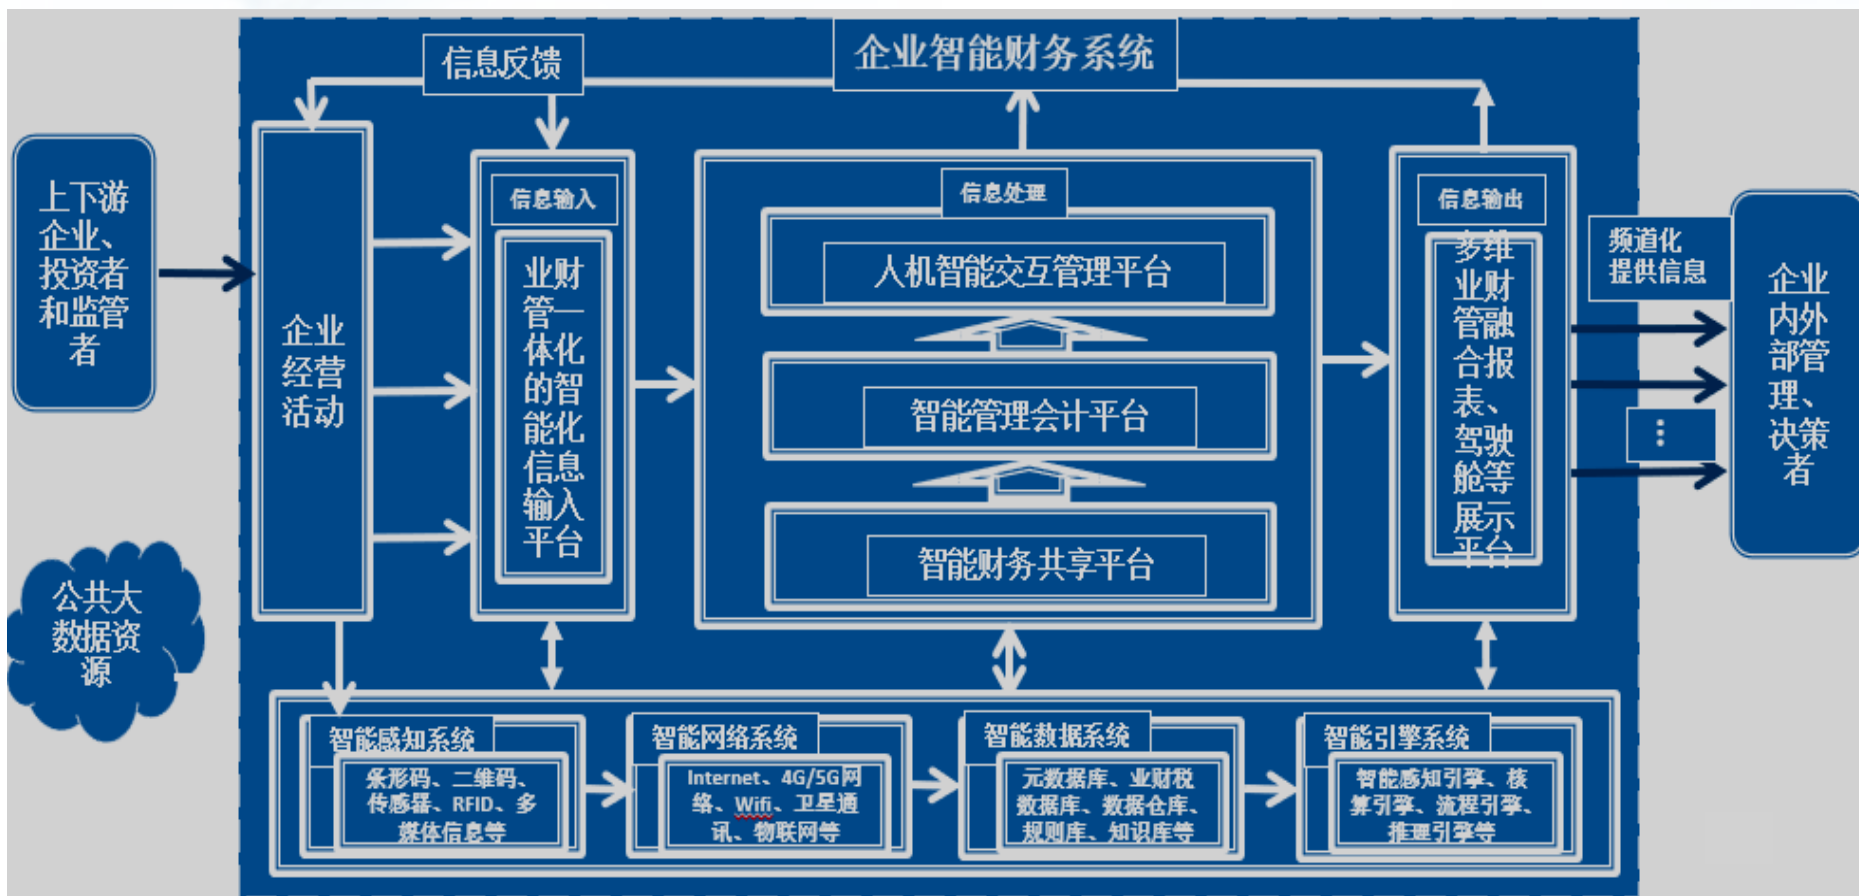 企业智能财务系统
信息反馈
上下游
企业、
投资者
和监管
者
公共大
数据资
源
企业
经营
活动
信息输入
业财
管一
体化
的智
能化
信息
输入
平台
信息处理
人机智能交互管理平台
智能管理会计平台
智能财务共享平台
信息输出
多维
业财
管融
合报
表、
驾驶
舱等
展示
平台
频道化
提供信息
⋮
企业
内外
部管
理、
决策
者
智能感知系统
条形码、二维码、
传感器、RFID、多
媒体信息等
智能网络系统
Internet、4G/5G网
络、Wifi、卫星通
讯、物联网等
智能数据系统
元数据库、业财税
数据库、数据仓库、
规则库、知识库等
智能引擎系统
智能感知引擎、核
算引擎、流程引擎、
推理引擎等